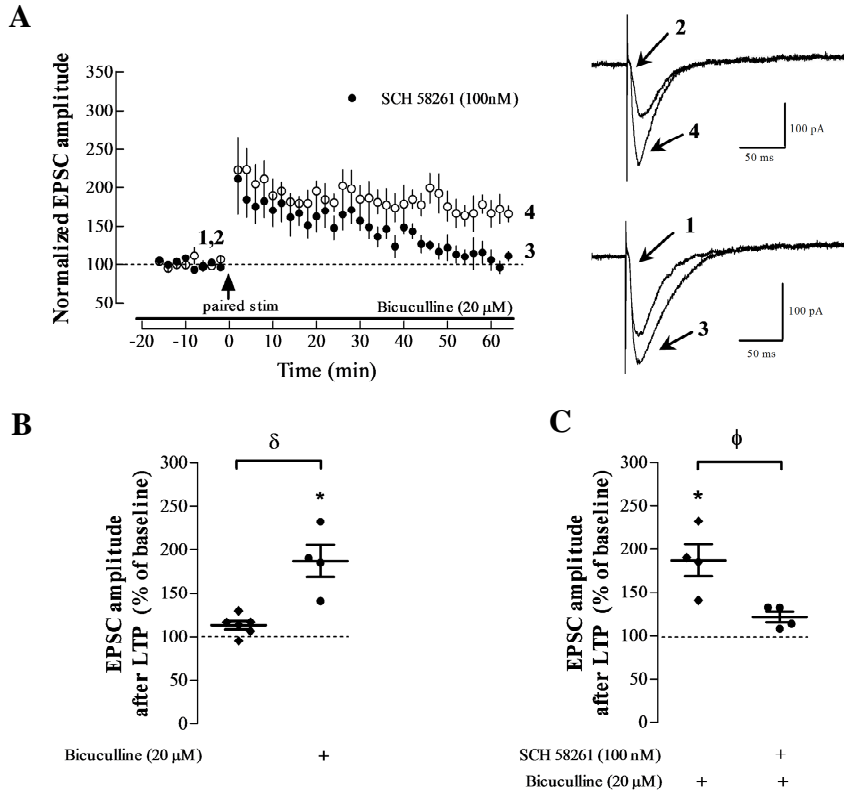 A
Normalized EPSC amplitude
350
300
250
200
150
100
50
SCH 58261 (100nM)
1,2
4
3
paired stim
Bicuculline (20 μM)
-20 -10 0 10 20 30 40 50 60
Time (min)
2
4
100 pA
50 ms
1
3
100 pA
50 ms
B
EPSC amplitude
after LTP (% of baseline)
300
250
200
150
100
50
0
δ
*
Bicuculline (20 μM) +
C
EPSC amplitude
after LTP (% of baseline)
300
250
200
150
100
50
0
ϕ
*
SCH 58261 (100 nM) +
Bicuculline (20 μM) + +